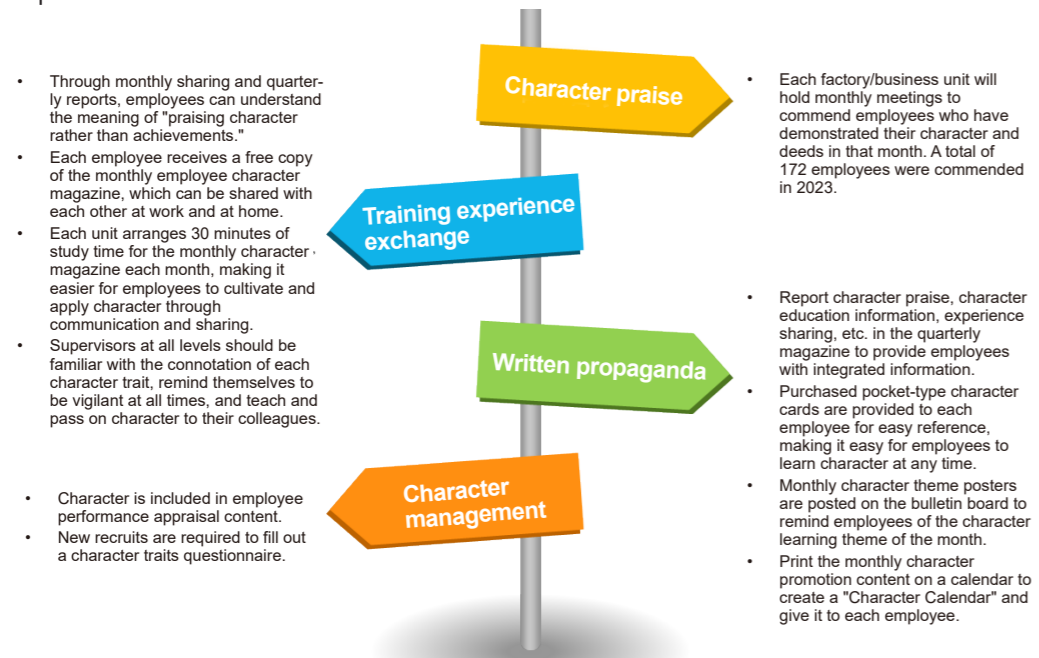 Character praise
• Each factory/business unit will
hold monthly meetings to
commend employees who have
demonstrated their character and
deeds in that month. A total of
172 employees were commended
in 2023.
• Through monthly sharing and quarter-
ly reports, employees can understand
the meaning of "praising character
rather than achievements."
• Each employee receives a free copy
of the monthly employee character
magazine, which can be shared with
each other at work and at home.
• Each unit arranges 30 minutes of
study time for the monthly character
magazine each month, making it
easier for employees to cultivate and
apply character through
communication and sharing.
• Supervisors at all levels should be
familiar with the connotation of each
character trait, remind themselves to
be vigilant at all times, and teach and
pass on character to their colleagues.
Training experience
exchange
Written propaganda
• Report character praise, character
education information, experience
sharing, etc. in the quarterly
magazine to provide employees
with integrated information.
• Purchased pocket-type character
cards are provided to each
employee for easy reference,
making it easy for employees to
learn character at any time.
• Monthly character theme posters
are posted on the bulletin board to
remind employees of the character
learning theme of the month.
• Print the monthly character
promotion content on a calendar to
create a "Character Calendar" and
give it to each employee.
• Character is included in employee
performance appraisal content.
• New recruits are required to fill out
a character traits questionnaire.
Character
management